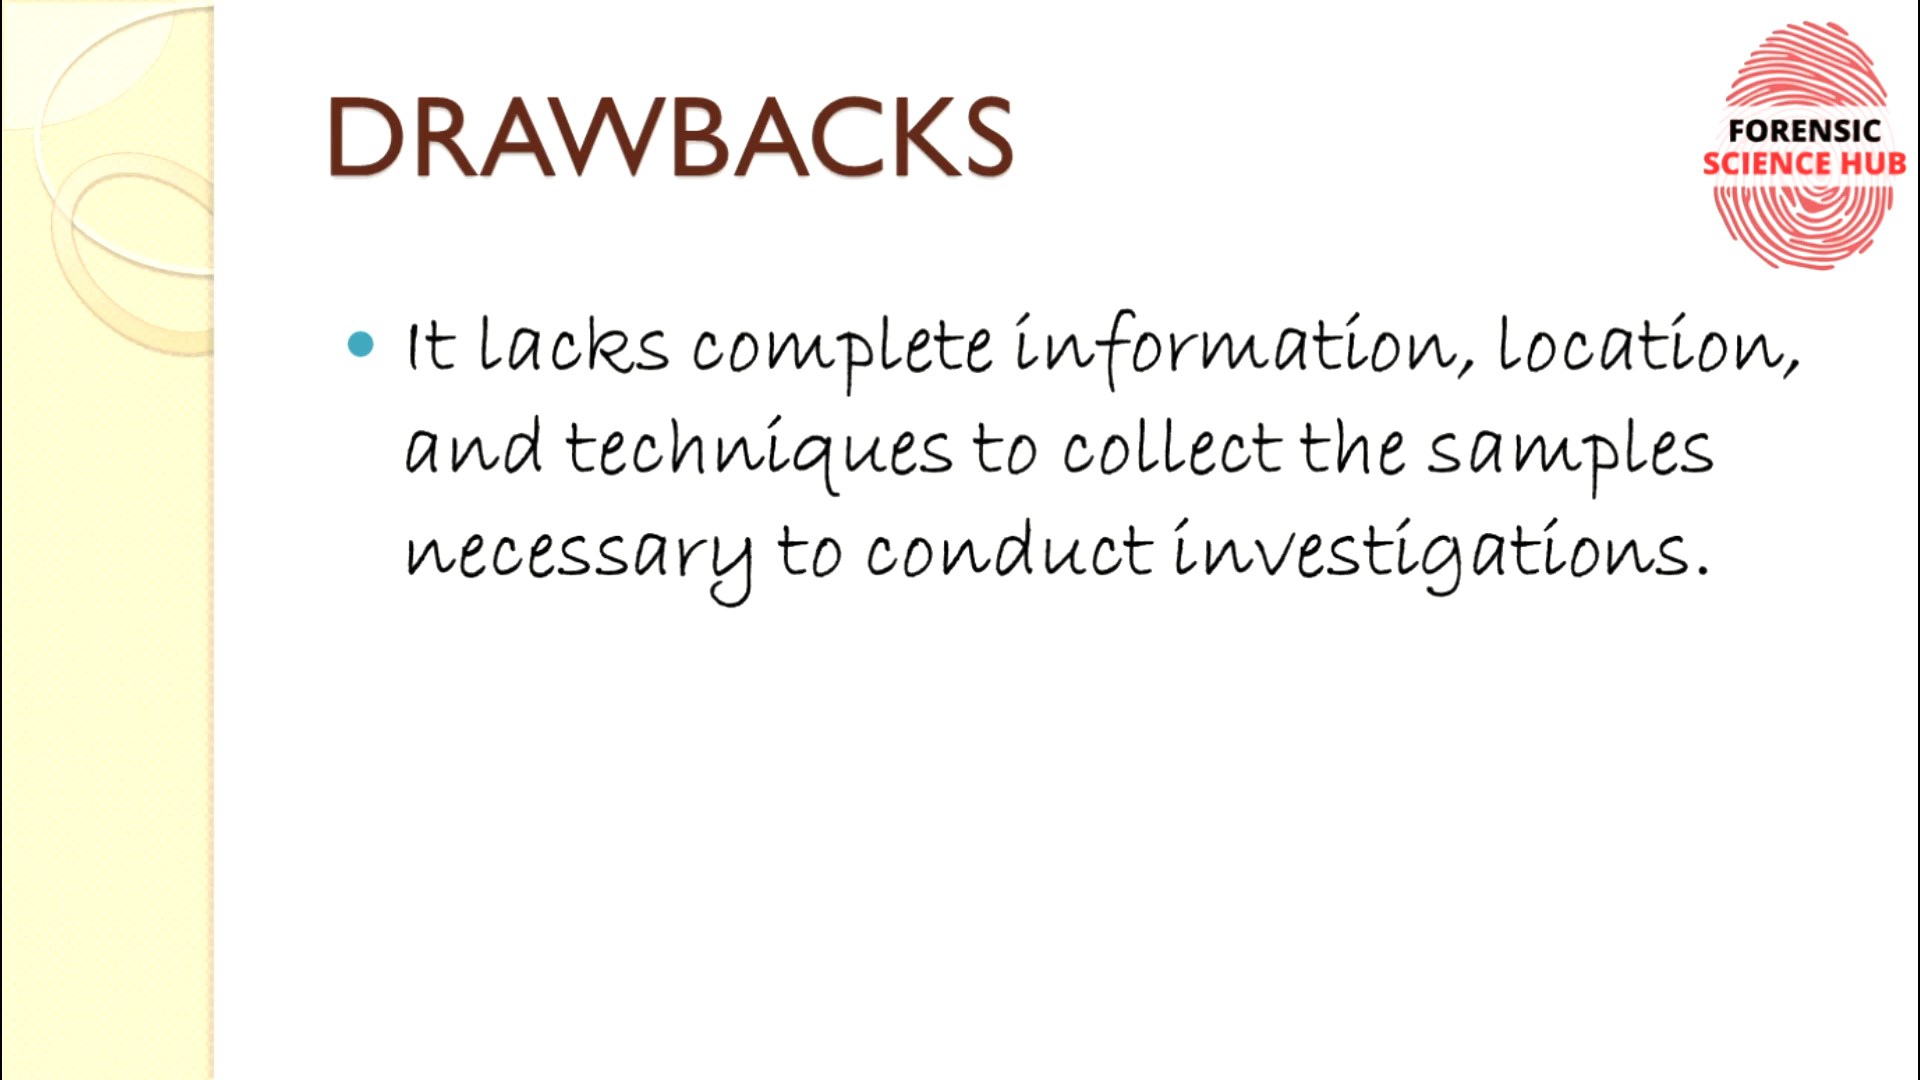 DRAWBACKS
FORENSIC
SCIENCE HUB
• It lacks complete information, location,
and techniques to collect the samples
necessary to conduct investigations.